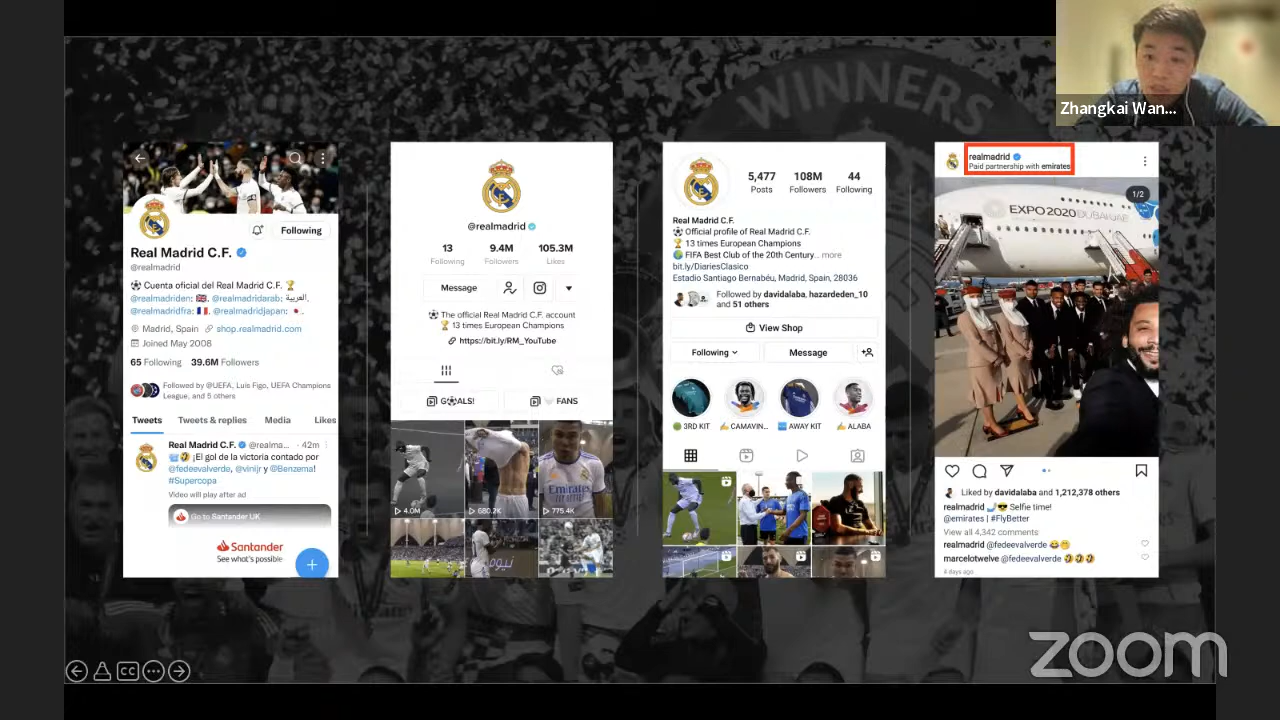 WINNERS
Zhangkai Wan...
Following
Real Madrid C.F.
@realmadrid
Cuenta oficial del Real Madrid C.F.
@realmadriden: , @realmadridarab: العربية,
@realmadridfra: , @realmadridjapan: .
Madrid, Spain shop.realmadrid.com
Joined May 2008
65 Following 39.6M Followers
Followed by @UEFA, Luis Figo, UEFA Champions
League, and 5 others
Tweets Tweets & replies Media Likes
Real Madrid C.F. @realma... · 42m
¡El gol de la victoria contado por
@fedeevalverde, @vinijr y @Benzema!
#Supercopa
Video will play after ad
Go to Santander UK
Santander
See what's possible
@realmadrid
13 9.4M 105.3M
Following Followers Likes
Message
The official Real Madrid C.F. account
13 times European Champions
https://bit.ly/RM_YouTube
GOALS! FANS
Emirates
4.0M 680.2K 775.4K
5,477 108M 44
Posts Followers Following
Real Madrid C.F.
Official profile of Real Madrid C.F.
13 times European Champions
FIFA Best Club of the 20th Century... more
bit.ly/DiariesClasico
Estadio Santiago Bernabéu, Madrid, Spain, 28036
Followed by davidalaba, hazardeden_10
and 51 others
View Shop
Following Message
3RD KIT CAMAVIN... AWAY KIT ALABA
realmadrid
Paid partnership with emirates
1/2
EXPO 2020 DUBAI UAE
Liked by davidalaba and 1,212,378 others
realmadrid Selfie time!
@emirates | #FlyBetter
View all 4,342 comments
realmadrid @fedeevalverde
marcelotwelve @fedeevalverde
4 days ago
CC
zoom